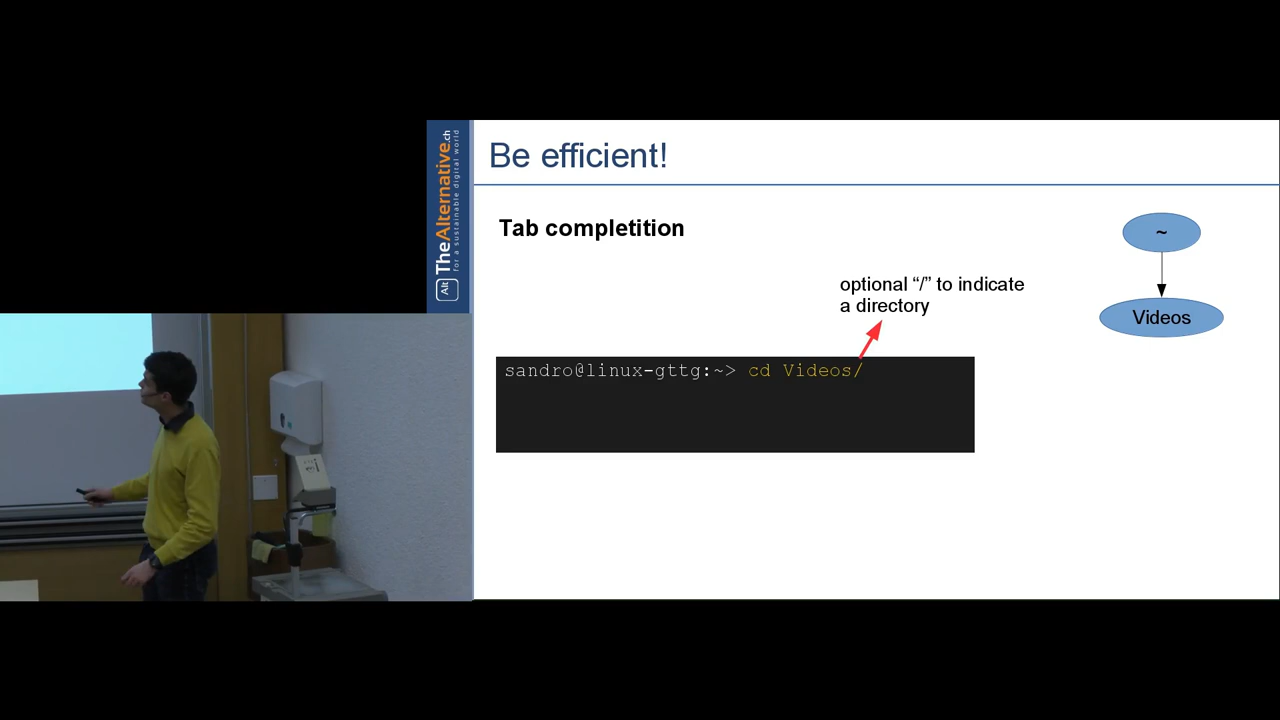 Be efficient!
Tab completition
~
optional “/” to indicate
a directory
Videos
sandro@linux-gttg:~> cd Videos/
Alt TheAlternative.ch
for a sustainable digital world